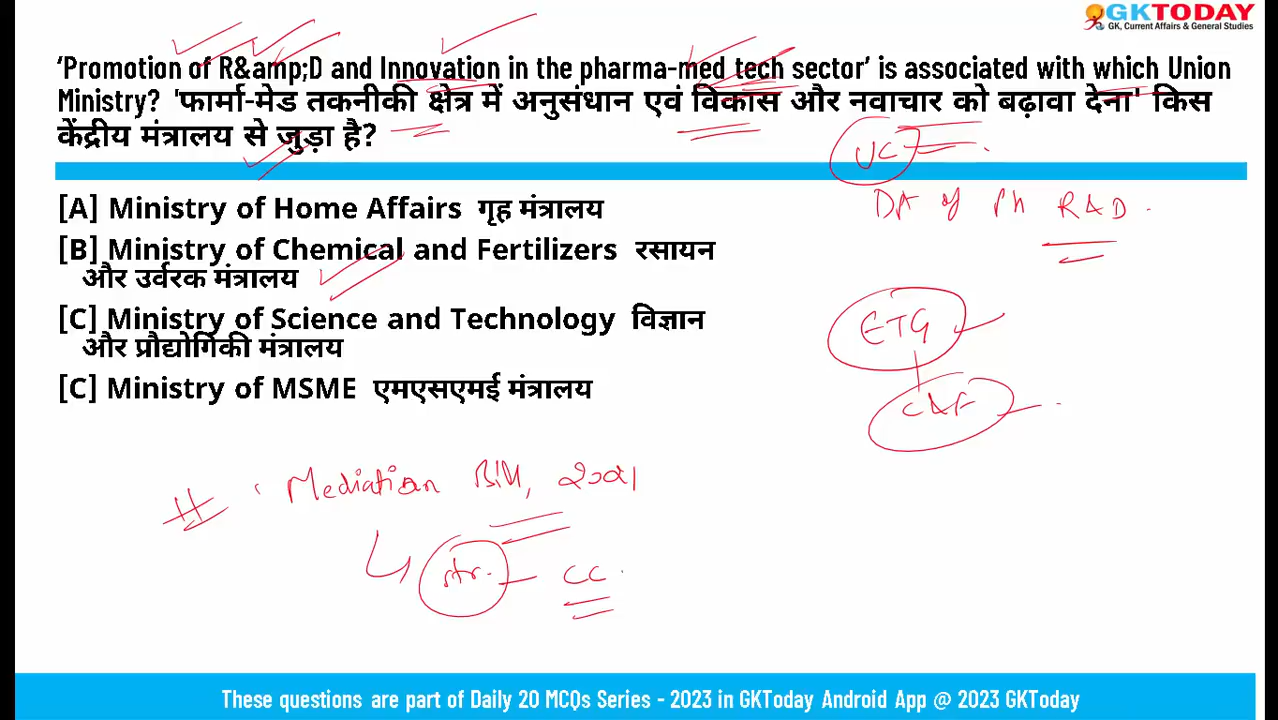 GKTODAY
GK, Current Affairs & General Studies
‘Promotion of R&amp;D and Innovation in the pharma-med tech sector’ is associated with which Union
Ministry? 'फार्मा-मेड तकनीकी क्षेत्र में अनुसंधान एवं विकास और नवाचार को बढ़ावा देना' किस
केंद्रीय मंत्रालय से जुड़ा है?
UC
of Ph R&D.
[A] Ministry of Home Affairs गृह मंत्रालय
[B] Ministry of Chemical and Fertilizers रसायन
और उर्वरक मंत्रालय
[C] Ministry of Science and Technology विज्ञान
और प्रौद्योगिकी मंत्रालय
ETG
C&F
[C] Ministry of MSME एमएसएमई मंत्रालय
Mediation Bill, 2021
CC
These questions are part of Daily 20 MCQs Series - 2023 in GKToday Android App @ 2023 GKToday